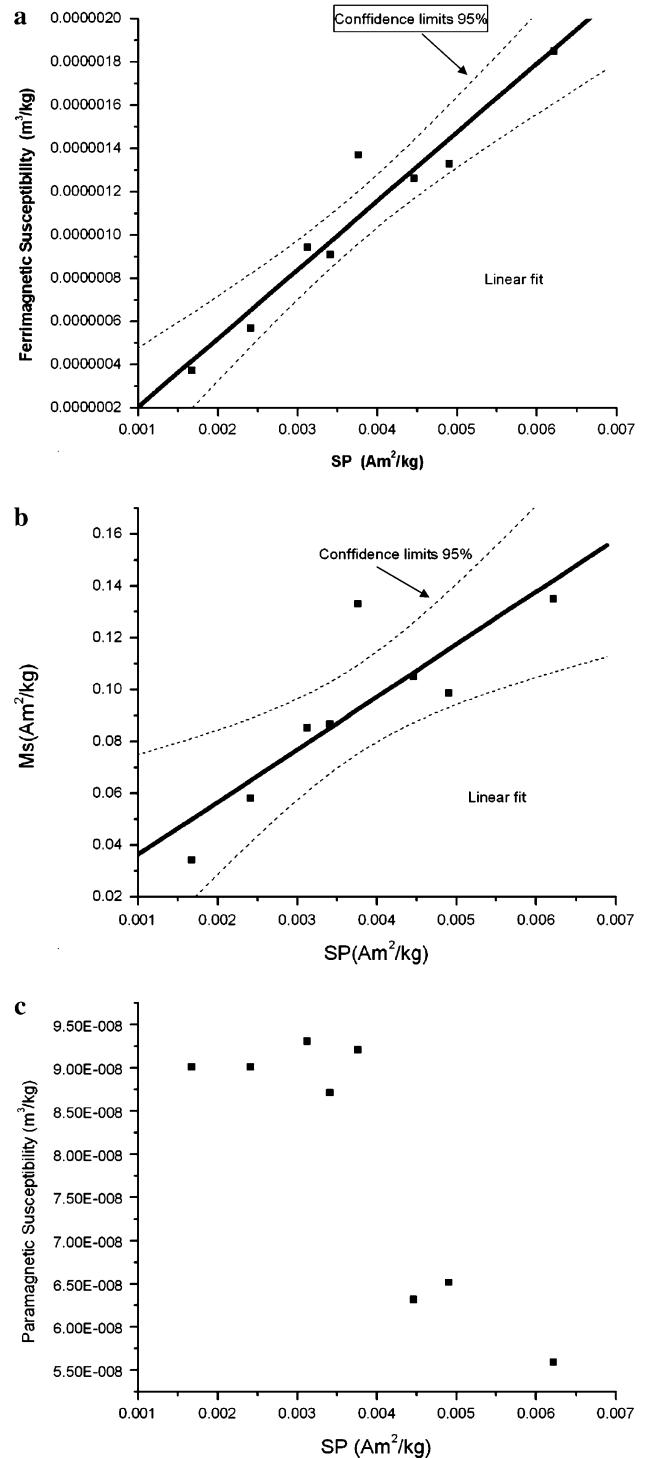 a
Conffidence limits 95%
Ferrimagnetic Susceptibility (m³/kg)
0.0000020
0.0000018
0.0000016
0.0000014
0.0000012
0.0000010
0.0000008
0.0000006
0.0000004
0.0000002
Linear fit
0.001 0.002 0.003 0.004 0.005 0.006 0.007
SP (Am²/kg)
b
Conffidence limits 95%
Ms(Am²/kg)
0.16
0.14
0.12
0.10
0.08
0.06
0.04
0.02
Linear fit
0.001 0.002 0.003 0.004 0.005 0.006 0.007
SP(Am²/kg)
c
Paramagnetic Susceptibility (m³/kg)
9.50E-008
9.00E-008
8.50E-008
8.00E-008
7.50E-008
7.00E-008
6.50E-008
6.00E-008
5.50E-008
0.001 0.002 0.003 0.004 0.005 0.006 0.007
SP (Am²/kg)